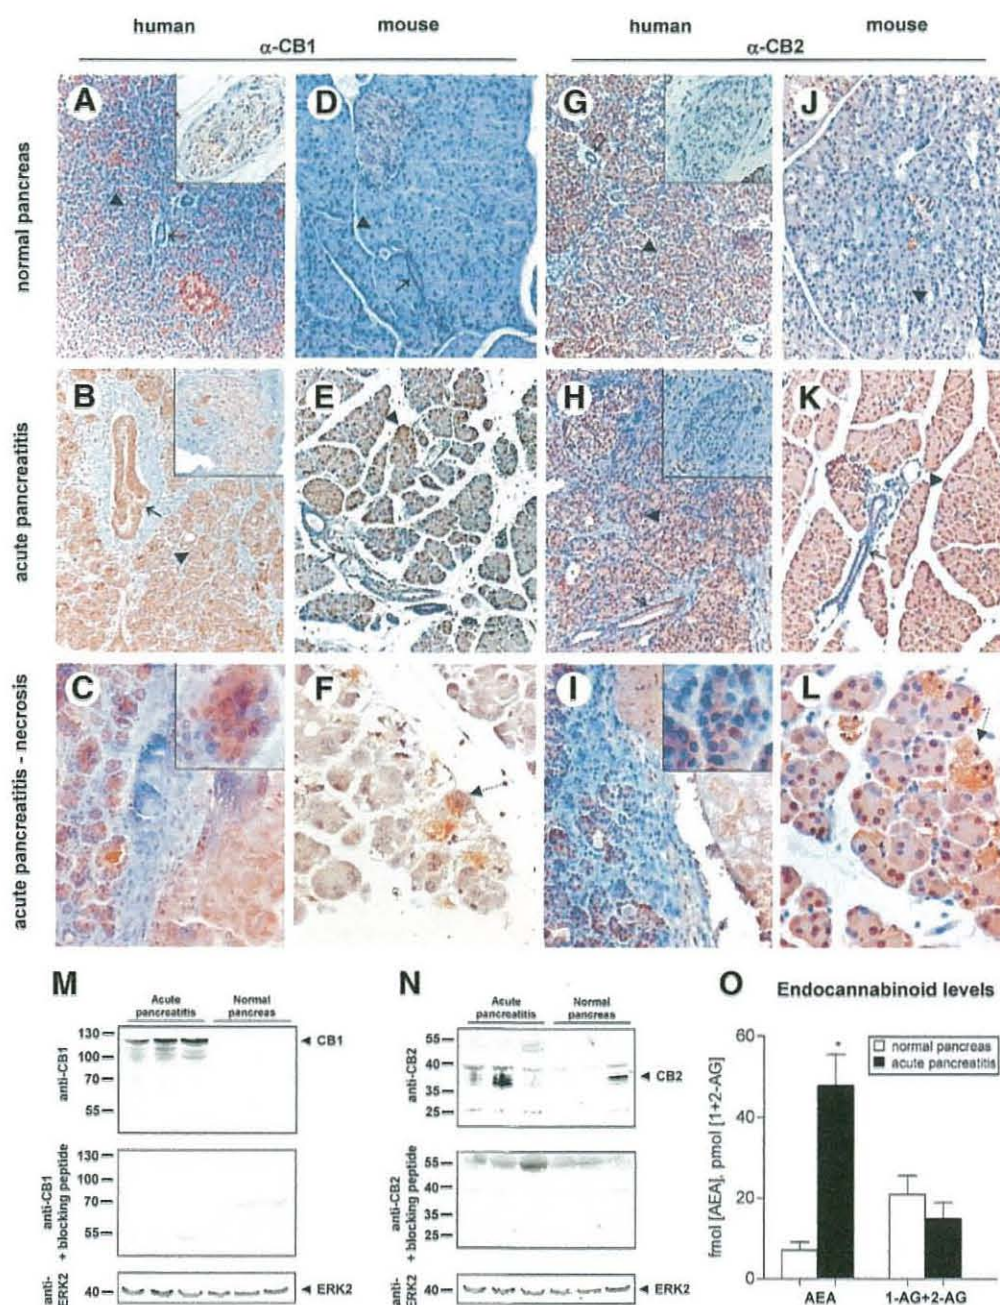 human mouse human mouse
α-CB1 α-CB2
normal pancreas
A D G J
acute pancreatitis
B E H K
acute pancreatitis - necrosis
C F I L
M
Acute pancreatitis
Normal pancreas
anti-CB1
130
100
70
55
CB1
anti-CB1
+ blocking peptide
130
100
70
55
anti-
ERK2
40
ERK2
N
Acute pancreatitis
Normal pancreas
anti-CB2
55
40
35
25
CB2
anti-CB2
+ blocking peptide
55
40
35
25
anti-
ERK2
40
ERK2
O
Endocannabinoid levels
fmol [AEA], pmol [1+2-AG]
60
40
20
0
*
normal pancreas
acute pancreatitis
AEA 1-AG+2-AG